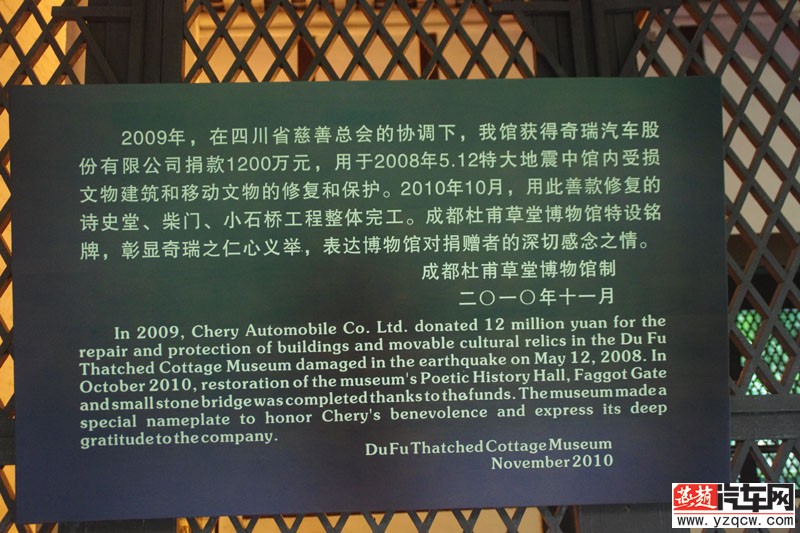 2009年，在四川省慈善总会的协调下，我馆获得奇瑞汽车股
份有限公司捐款1200万元，用于2008年5.12特大地震中馆内受损
文物建筑和移动文物的修复和保护。2010年10月，用此善款修复的
诗史堂、柴门、小石桥工程整体完工。成都杜甫草堂博物馆特设铭
牌，彰显奇瑞之仁心义举，表达博物馆对捐赠者的深切感念之情。
成都杜甫草堂博物馆制
二〇一〇年十一月
In 2009, Chery Automobile Co. Ltd. donated 12 million yuan for the
repair and protection of buildings and movable cultural relics in the Du Fu
Thatched Cottage Museum damaged in the earthquake on May 12, 2008. In
October 2010, restoration of the museum's Poetic History Hall, Faggot Gate
and small stone bridge was completed thanks to the funds. The museum made a
special nameplate to honor Chery's benevolence and express its deep
gratitude to the company.
Du Fu Thatched Cottage Museum
November 2010
燕赵汽车网
www.yzqcw.com